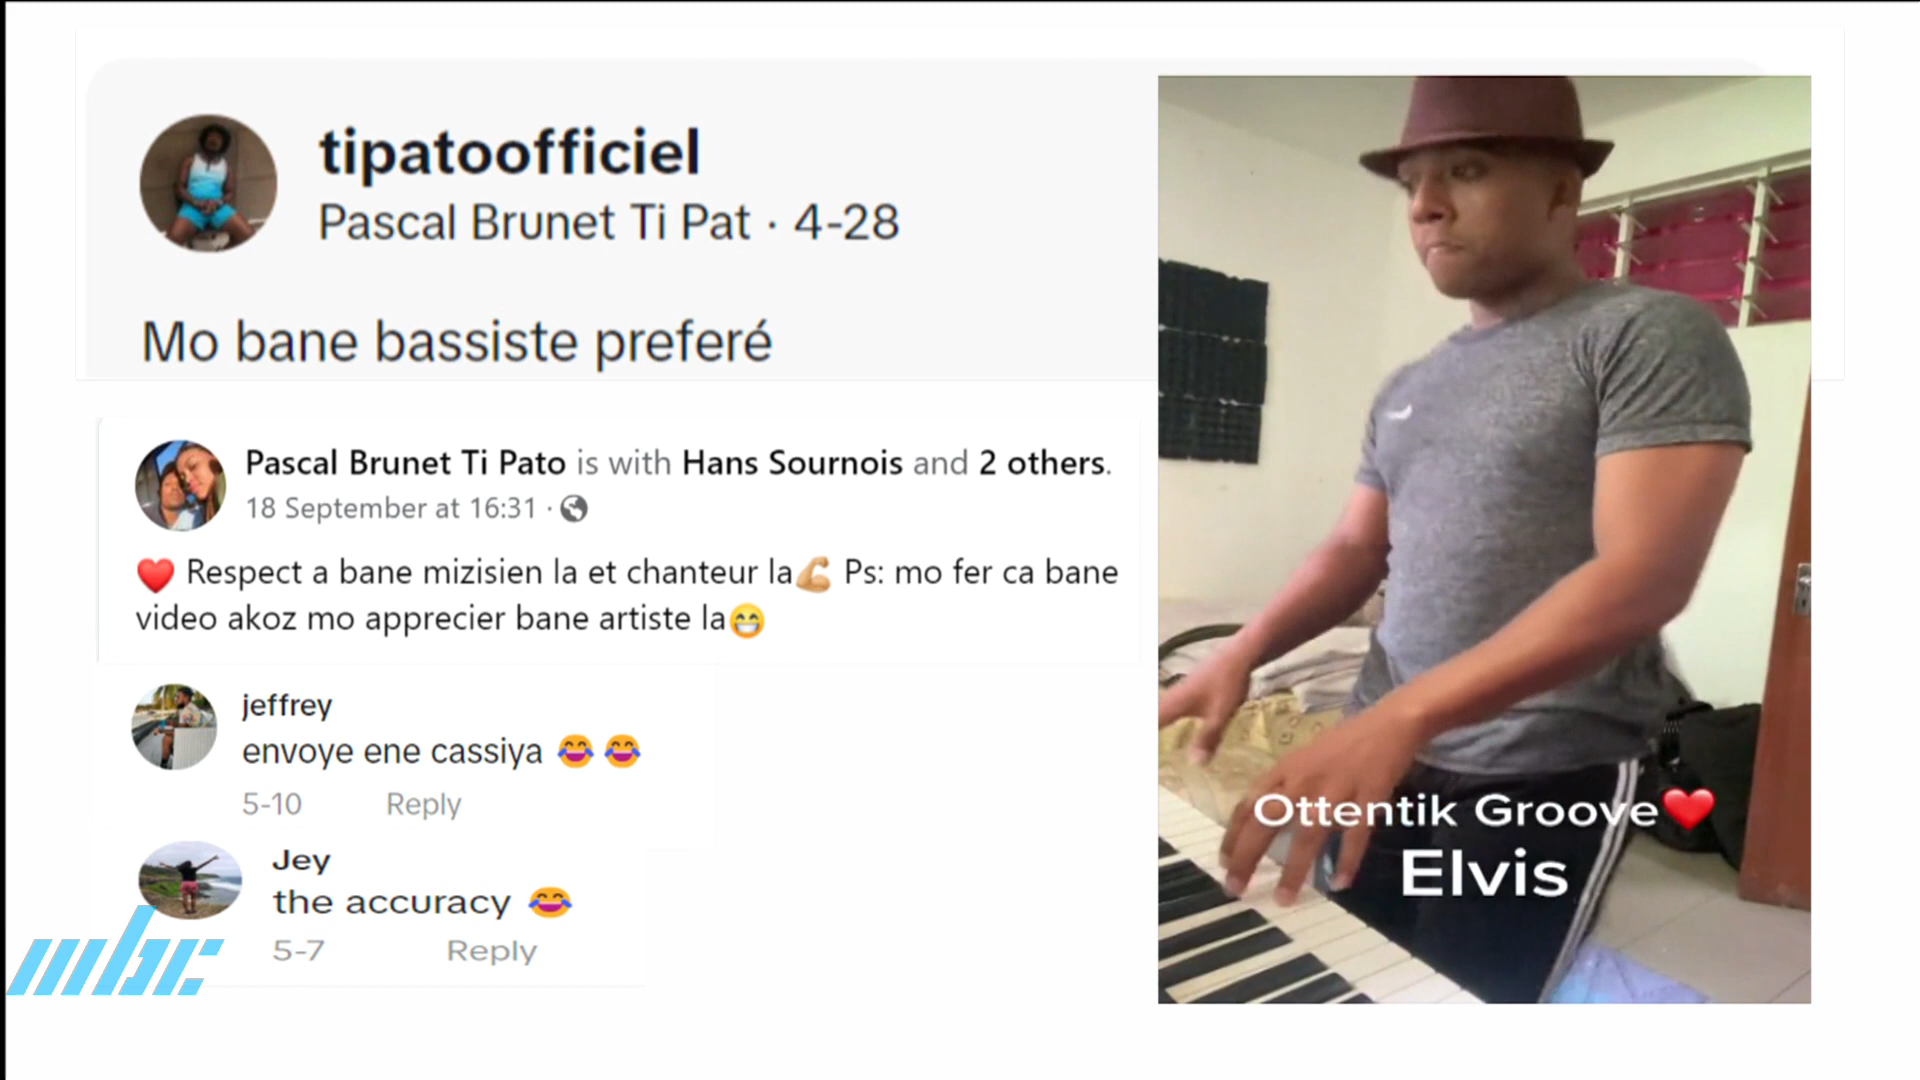 tipatoofficiel
Pascal Brunet Ti Pat · 4-28
Mo bane bassiste preferé
Pascal Brunet Ti Pato is with Hans Sournois and 2 others.
18 September at 16:31 ·
❤️ Respect a bane mizisien la et chanteur la💪🏼 Ps: mo fer ca bane
video akoz mo apprecier bane artiste la😁
jeffrey
envoye ene cassiya 😂😂
5-10 Reply
Jey
the accuracy 😂
5-7 Reply
mbc
Ottentik Groove❤️
Elvis